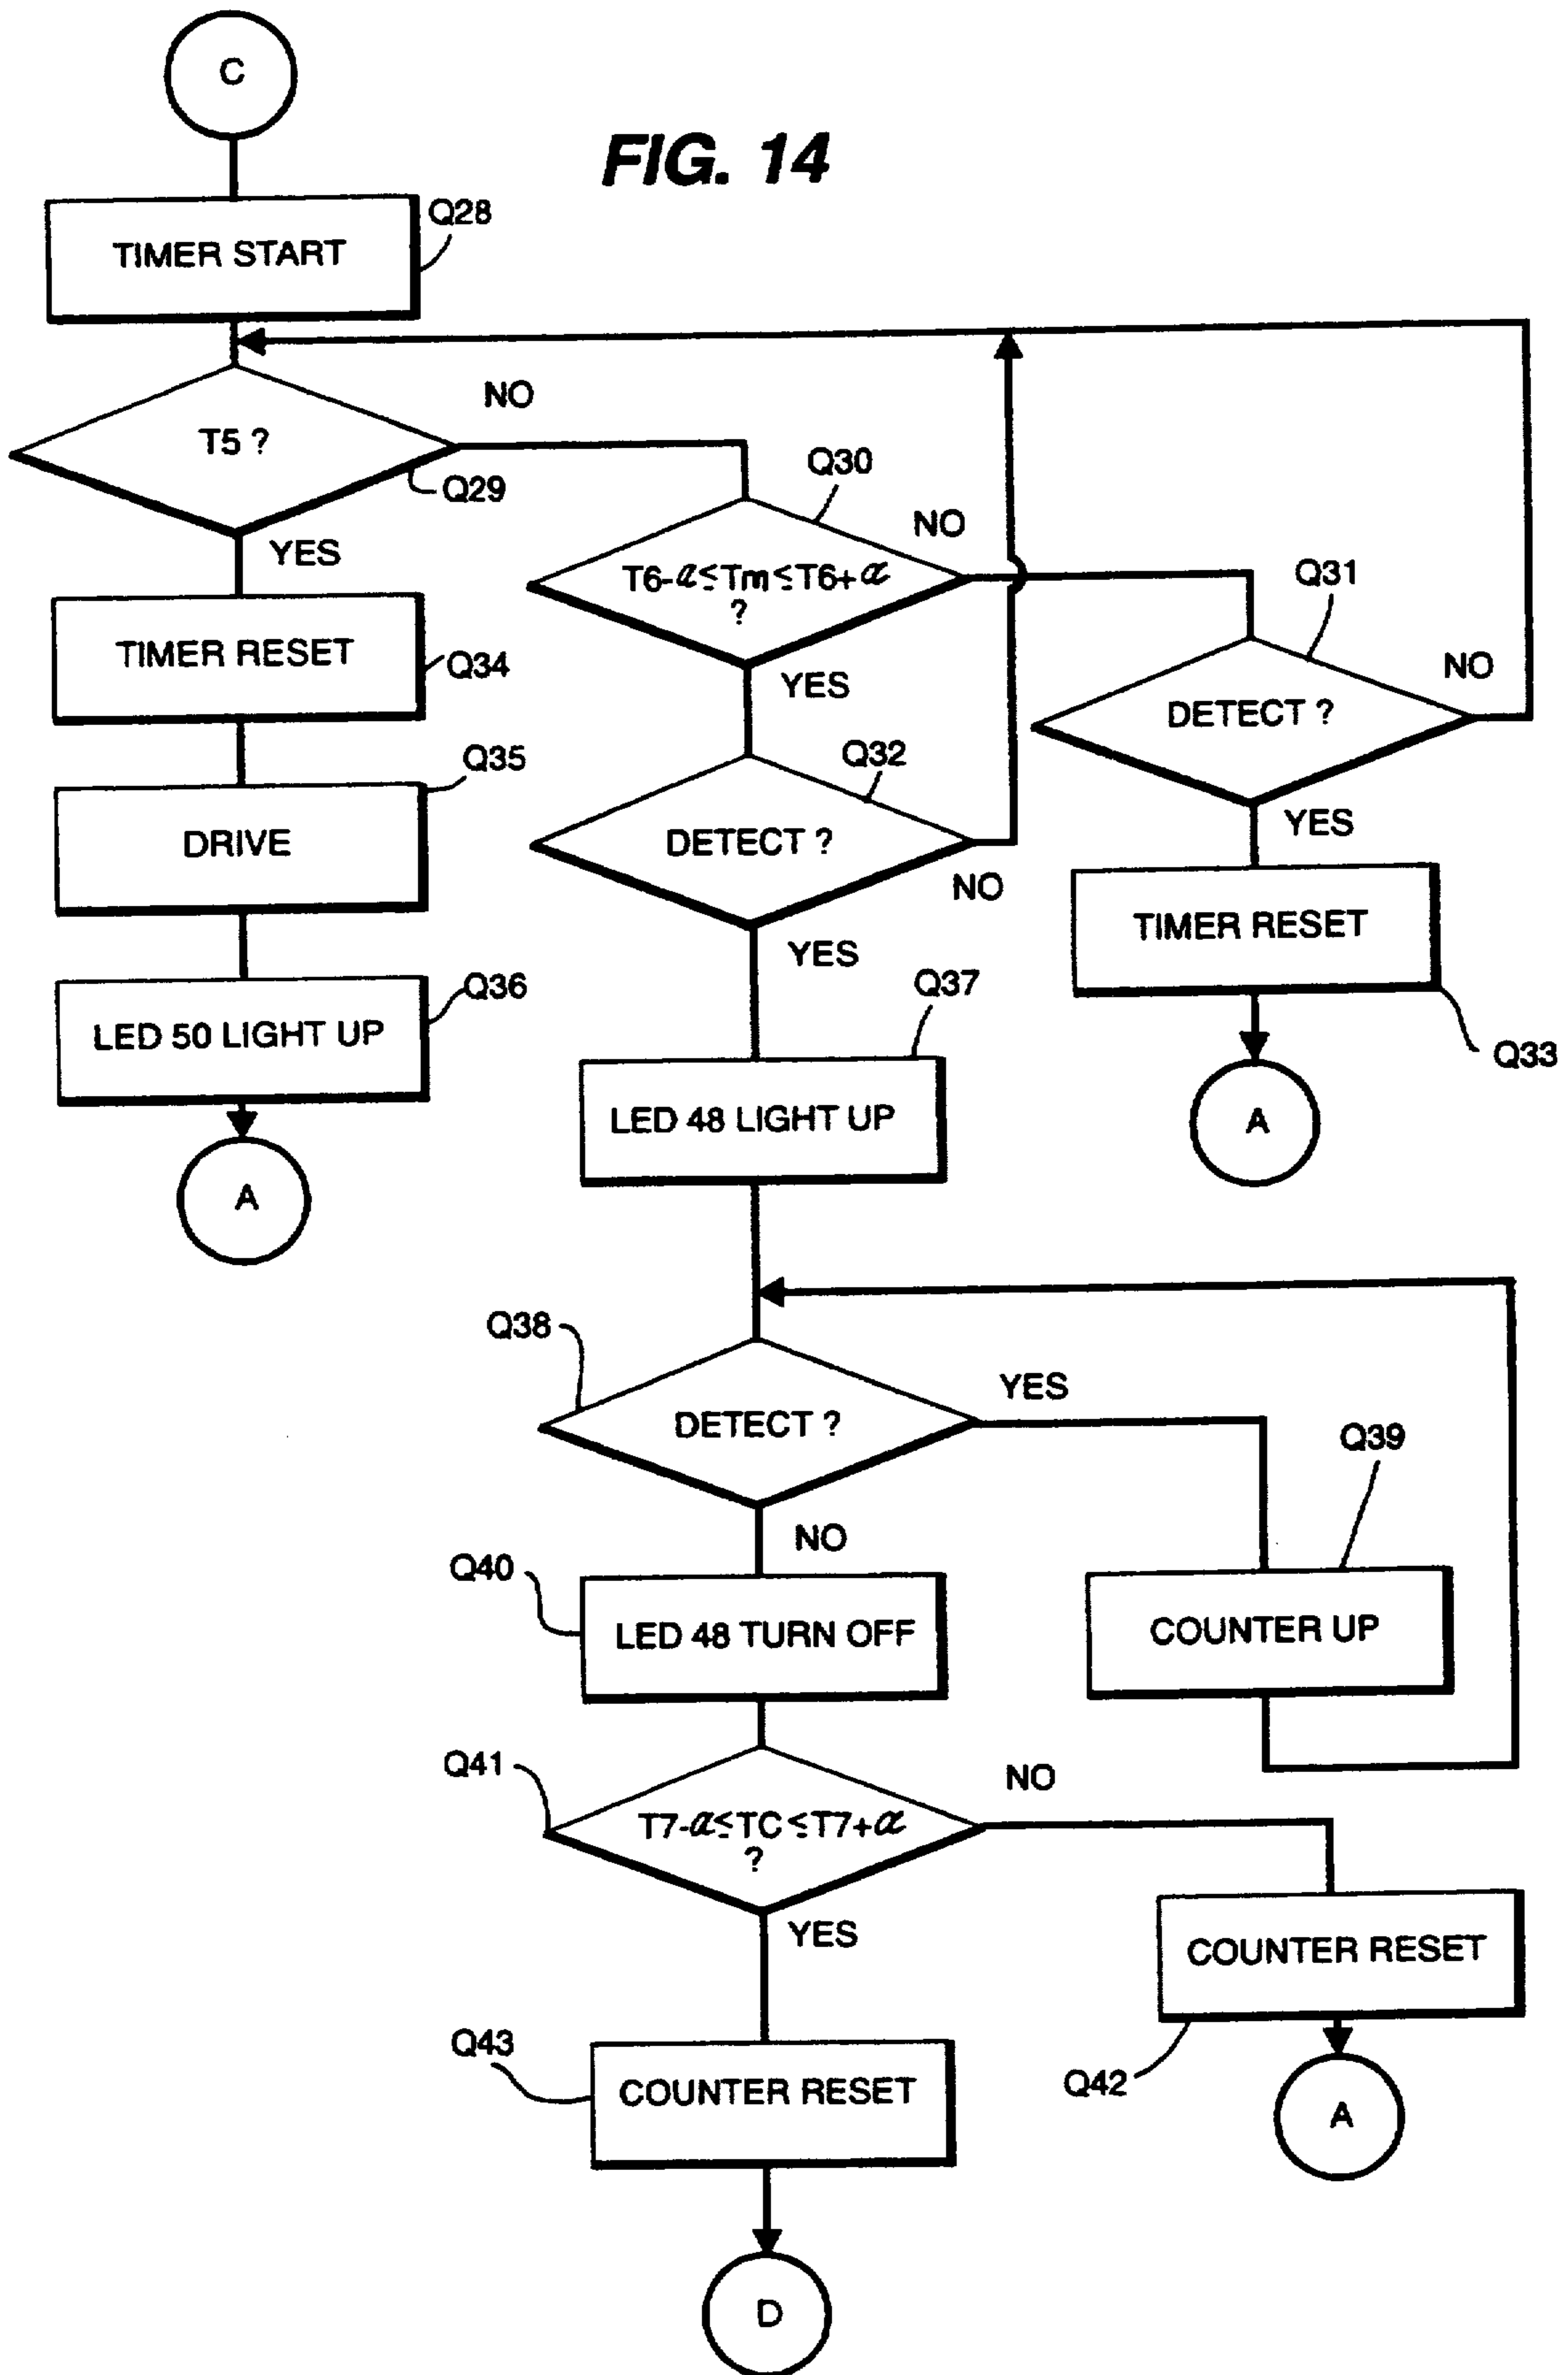 C
FIG. 14
Q28
TIMER START
NO
T5 ?
Q29
Q30
NO
YES
T6-α≤Tm≤T6+α
?
Q31
TIMER RESET
Q34
YES
NO
DETECT ?
Q35
Q32
DRIVE
DETECT ?
YES
NO
TIMER RESET
YES
Q36
Q37
LED 50 LIGHT UP
Q33
LED 48 LIGHT UP
A
A
Q38
YES
DETECT ?
Q39
NO
Q40
LED 48 TURN OFF
COUNTER UP
Q41
NO
T7-α≤TC≤T7+α
?
YES
COUNTER RESET
Q43
Q42
COUNTER RESET
A
D